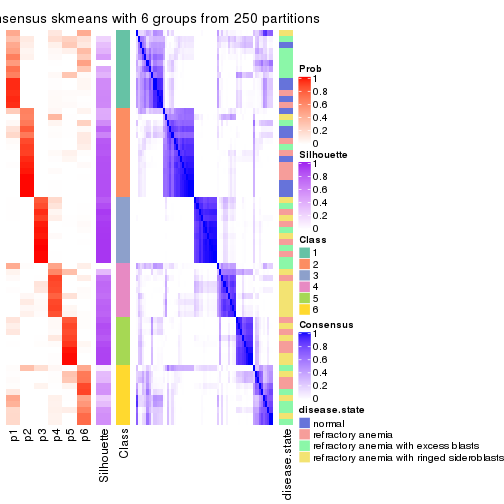 nsensus skmeans with 6 groups from 250 partitions
Prob
1
0.8
0.6
0.4
0.2
0
Silhouette
1
0.8
0.6
0.4
0.2
0
Class
1
2
3
4
5
6
Consensus
1
0.8
0.6
0.4
0.2
0
disease.state
normal
refractory anemia
refractory anemia with excess blasts
refractory anemia with ringed sideroblasts
p1
p2
p3
p4
p5
p6
Silhouette
Class
disease.state